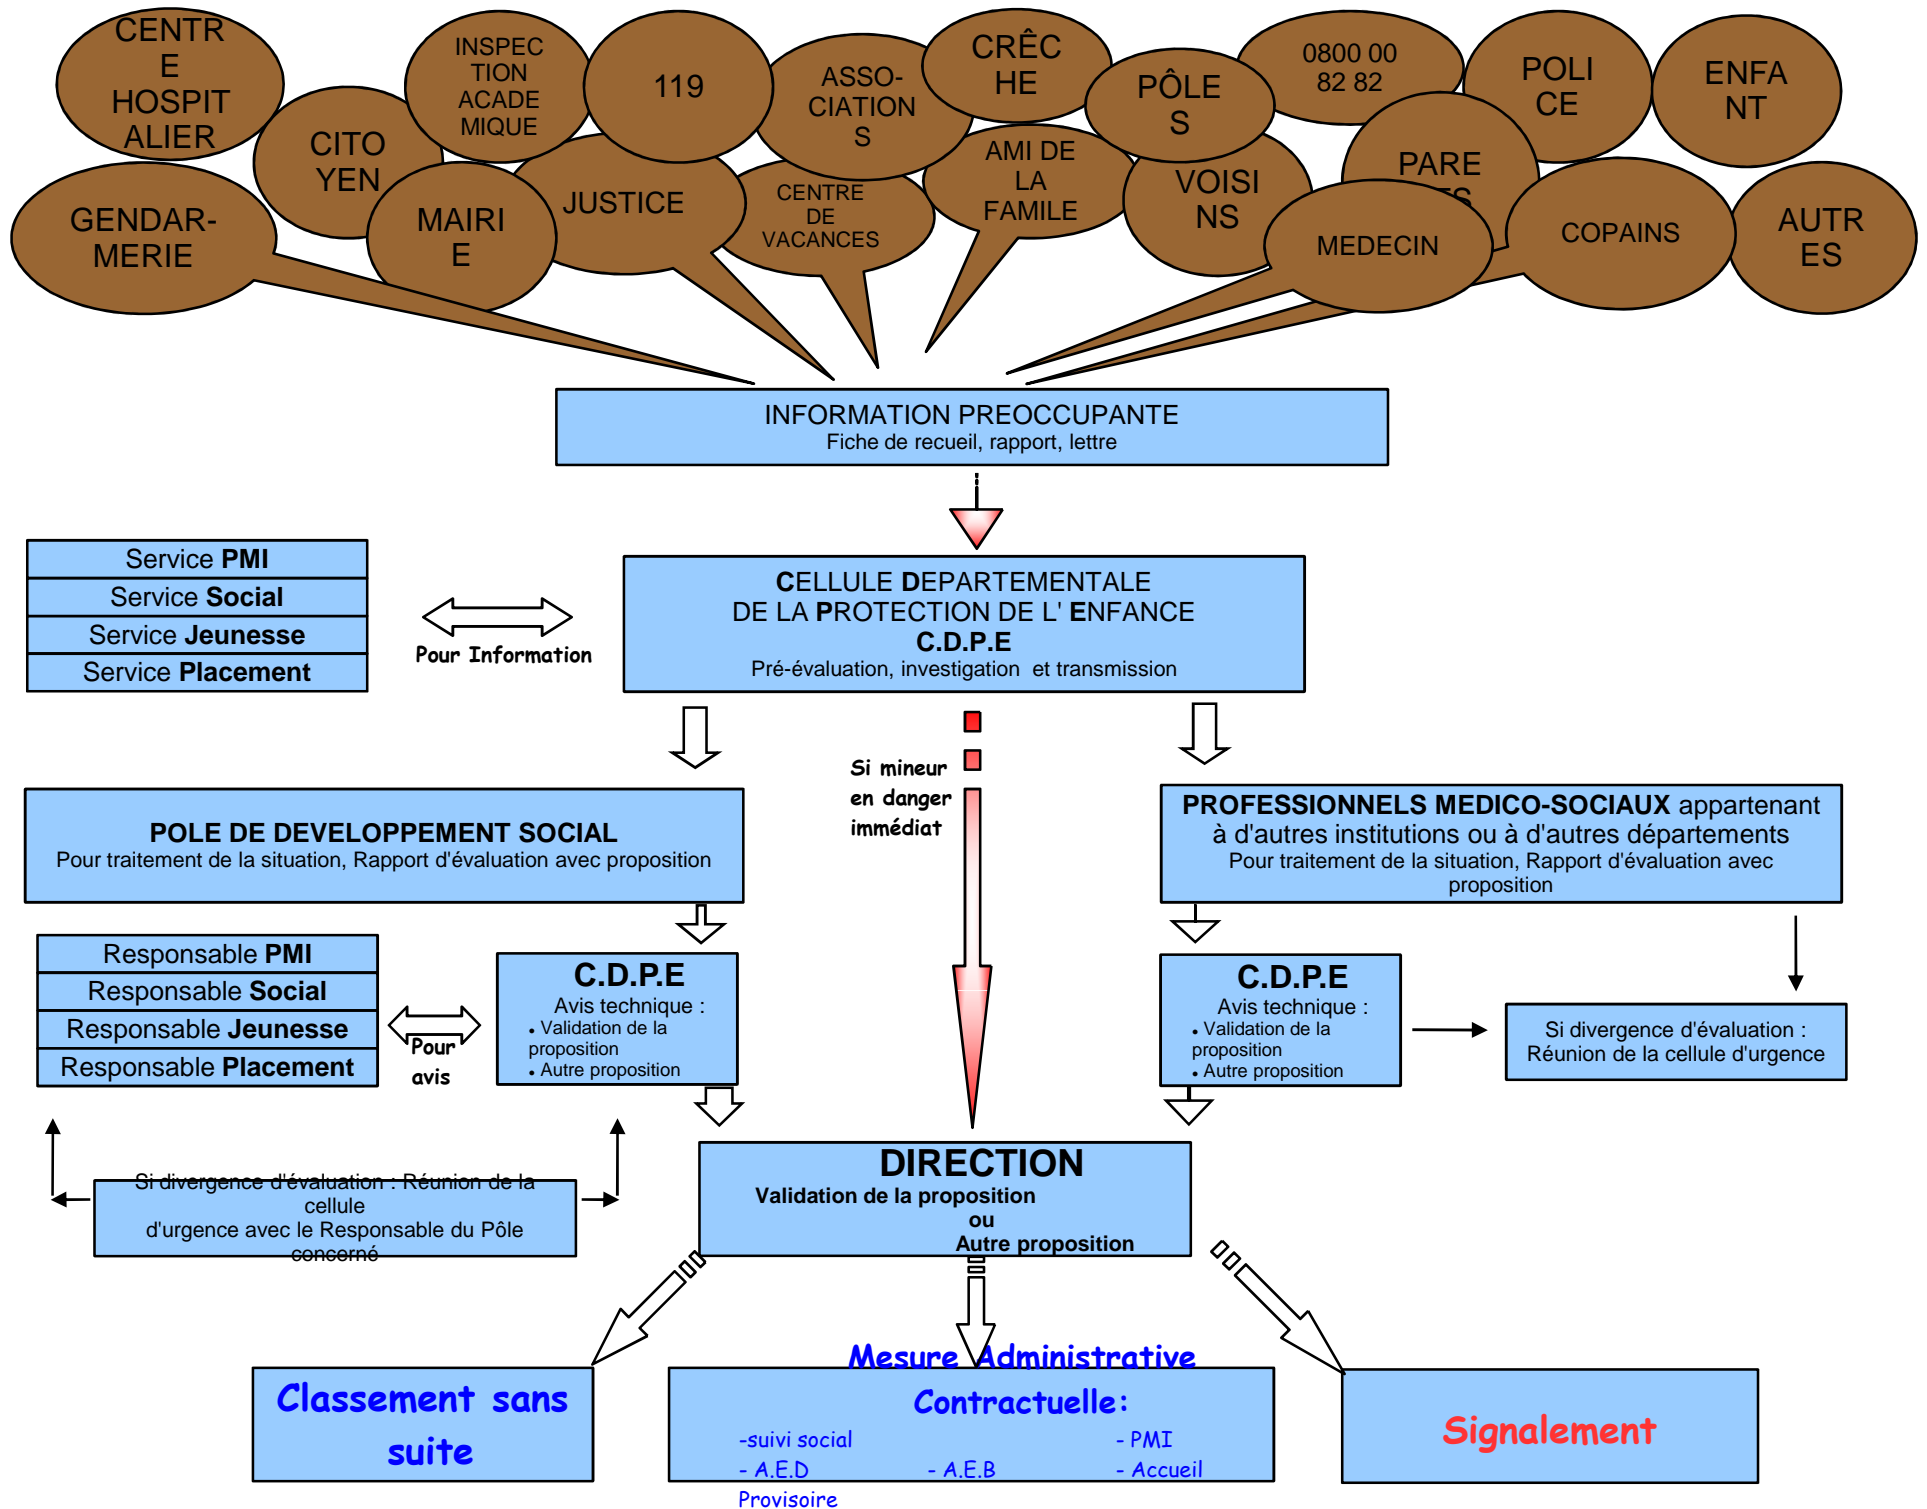 CENTR
E
HOSPIT
ALIER
CITO
YEN
INSPEC
TION
ACADE
MIQUE
119
ASSO-
CIATION
S
CRÊC
HE
PÔLE
S
0800 00
82 82
POLI
CE
ENFA
NT
GENDAR-
MERIE
MAIRI
E
JUSTICE
CENTRE
DE
VACANCES
AMI DE
LA
FAMILE
VOISI
NS
PARE
MEDECIN
COPAINS
AUTR
ES
INFORMATION PREOCCUPANTE
Fiche de recueil, rapport, lettre
Service PMI
Service Social
Service Jeunesse
Service Placement
Pour Information
CELLULE DEPARTEMENTALE
DE LA PROTECTION DE L' ENFANCE
C.D.P.E
Pré-évaluation, investigation et transmission
Si mineur
en danger
immédiat
POLE DE DEVELOPPEMENT SOCIAL
Pour traitement de la situation, Rapport d'évaluation avec proposition
PROFESSIONNELS MEDICO-SOCIAUX appartenant
à d'autres institutions ou à d'autres départements
Pour traitement de la situation, Rapport d'évaluation avec
proposition
Responsable PMI
Responsable Social
Responsable Jeunesse
Responsable Placement
Pour
avis
C.D.P.E
Avis technique :
• Validation de la
proposition
• Autre proposition
C.D.P.E
Avis technique :
• Validation de la
proposition
• Autre proposition
Si divergence d'évaluation :
Réunion de la cellule d'urgence
Si divergence d'évaluation : Réunion de la
cellule
d'urgence avec le Responsable du Pôle
concerné
DIRECTION
Validation de la proposition
ou
Autre proposition
Classement sans
suite
Mesure Administrative
Contractuelle:
-suivi social - PMI
- A.E.D - A.E.B - Accueil
Provisoire
Signalement